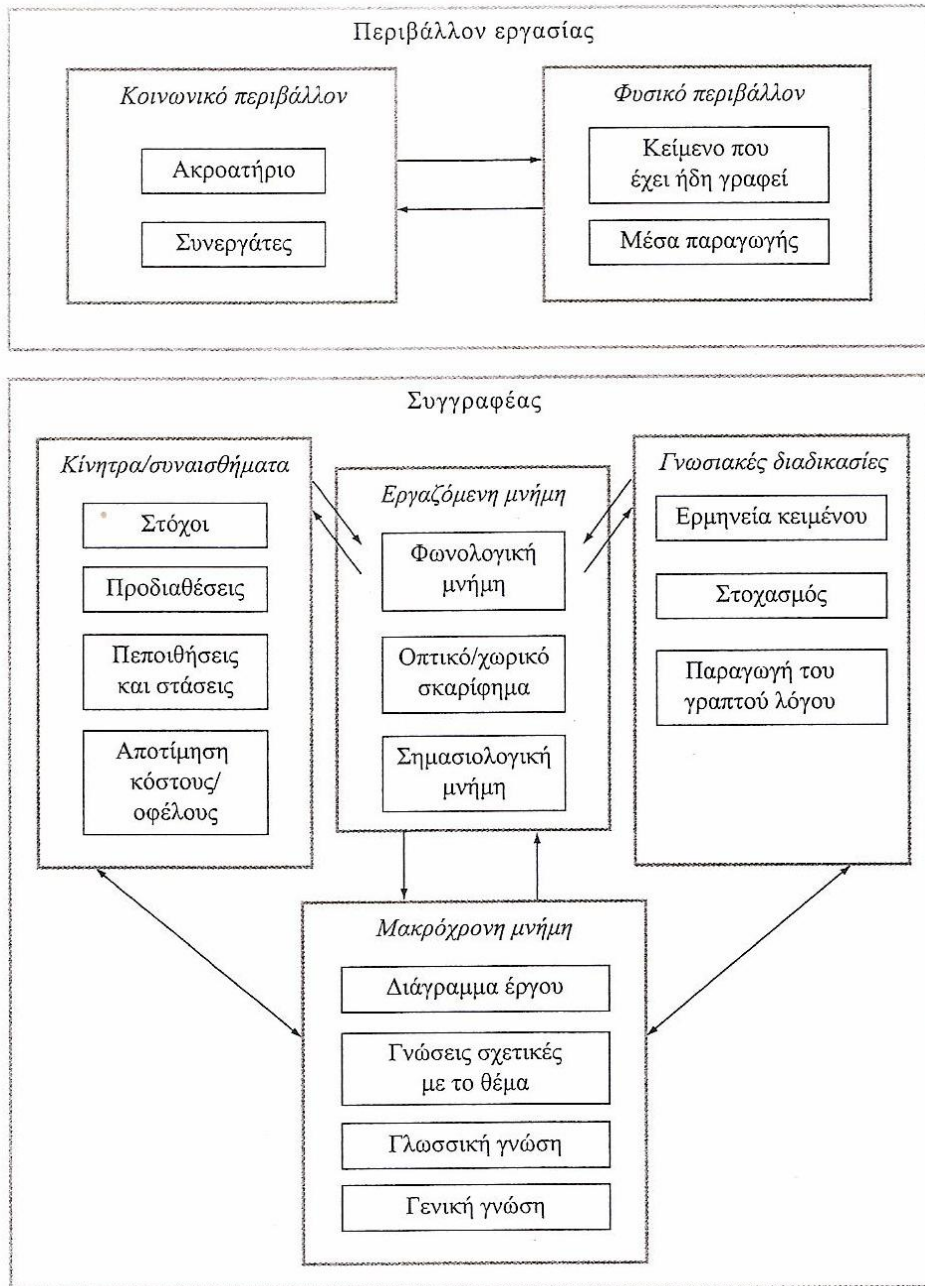 Περιβάλλον εργασίας
Κοινωνικό περιβάλλον
Ακροατήριο
Συνεργάτες
Φυσικό περιβάλλον
Κείμενο που
έχει ήδη γραφεί
Μέσα παραγωγής
Συγγραφέας
Κίνητρα/συναισθήματα
Στόχοι
Προδιαθέσεις
Πεποιθήσεις
και στάσεις
Αποτίμηση
κόστους/
οφέλους
Εργαζόμενη μνήμη
Φωνολογική
μνήμη
Οπτικό/χωρικό
σκαρίφημα
Σημασιολογική
μνήμη
Γνωσιακές διαδικασίες
Ερμηνεία κειμένου
Στοχασμός
Παραγωγή του
γραπτού λόγου
Μακρόχρονη μνήμη
Διάγραμμα έργου
Γνώσεις σχετικές
με το θέμα
Γλωσσική γνώση
Γενική γνώση